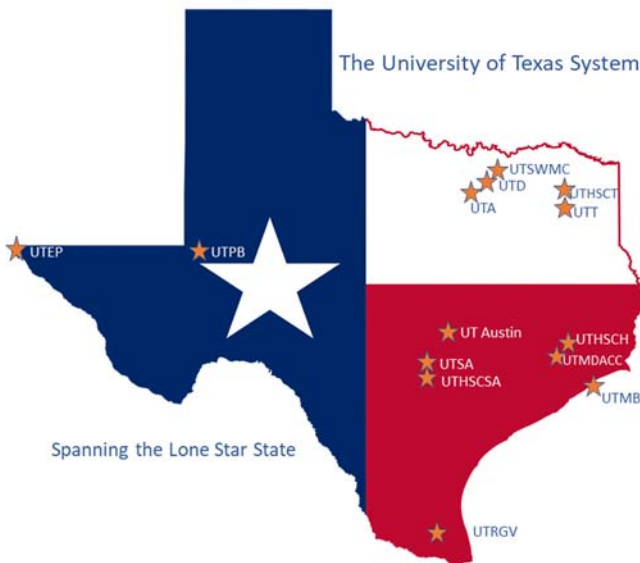 The University of Texas System
UTSWMC
UTD
UTHSCT
UTA
UTT
UTEP
UTPB
UT Austin
UTHSCH
UTSA
UTMDACC
UTHSCSA
UTMB
Spanning the Lone Star State
UTRGV